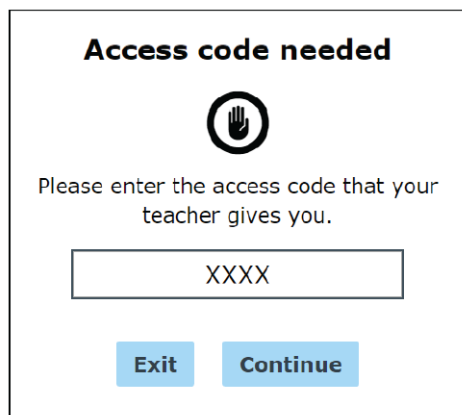 Access code needed
Please enter the access code that your
teacher gives you.
XXXX
Exit
Continue